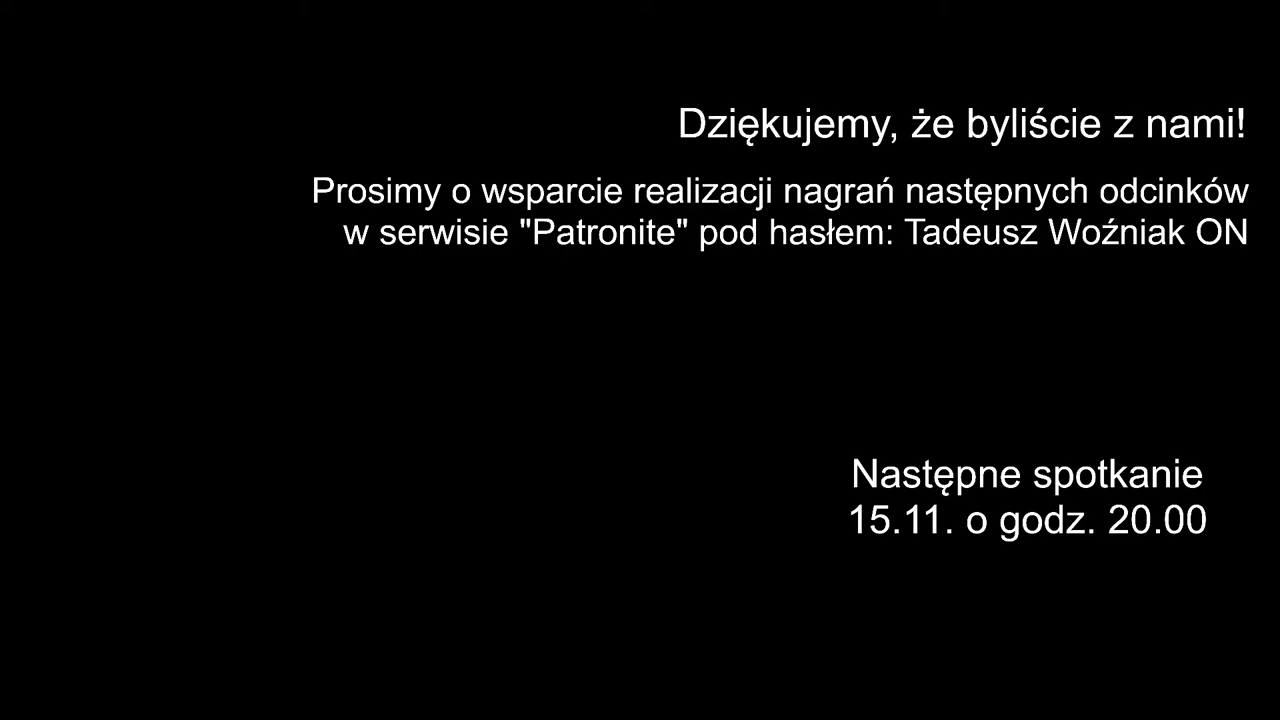 Dziękujemy, że byliście z nami!
Prosimy o wsparcie realizacji nagrań następnych odcinków
w serwisie "Patronite" pod hasłem: Tadeusz Woźniak ON
Następne spotkanie
15.11. o godz. 20.00